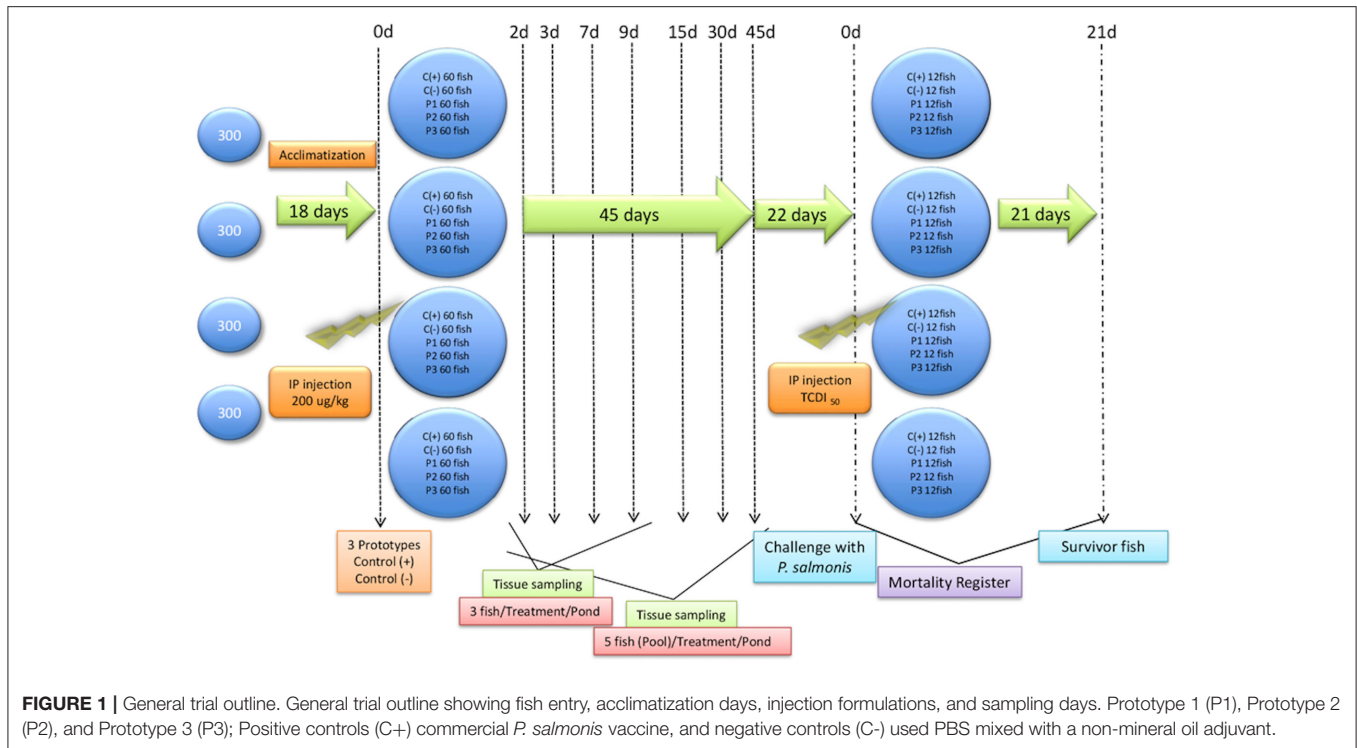 0d
2d
3d
7d
9d
15d
30d
45d
0d
21d
300
300
300
300
Acclimatization
18 days
IP injection
200 ug/kg
C(+) 60 fish
C(-) 60 fish
P1 60 fish
P2 60 fish
P3 60 fish
C(+) 60 fish
C(-) 60 fish
P1 60 fish
P2 60 fish
P3 60 fish
C(+) 60 fish
C(-) 60 fish
P1 60 fish
P2 60 fish
P3 60 fish
C(+) 60 fish
C(-) 60 fish
P1 60 fish
P2 60 fish
P3 60 fish
45 days
22 days
IP injection
TCDI 50
C(+) 12fish
C(-) 12 fish
P1 12fish
P2 12fish
P3 12fish
C(+) 12fish
C(-) 12 fish
P1 12fish
P2 12 fish
P3 12fish
C(+) 12fish
C(-) 12 fish
P1 12fish
P2 12 fish
P3 12fish
C(+) 12fish
C(-) 12 fish
P1 12fish
P2 12fish
P3 12fish
21 days
3 Prototypes
Control (+)
Control (-)
Tissue sampling
3 fish/Treatment/Pond
Tissue sampling
5 fish (Pool)/Treatment/Pond
Challenge with
P. salmonis
Mortality Register
Survivor fish
FIGURE 1 | General trial outline. General trial outline showing fish entry, acclimatization days, injection formulations, and sampling days. Prototype 1 (P1), Prototype 2
(P2), and Prototype 3 (P3); Positive controls (C+) commercial P. salmonis vaccine, and negative controls (C-) used PBS mixed with a non-mineral oil adjuvant.